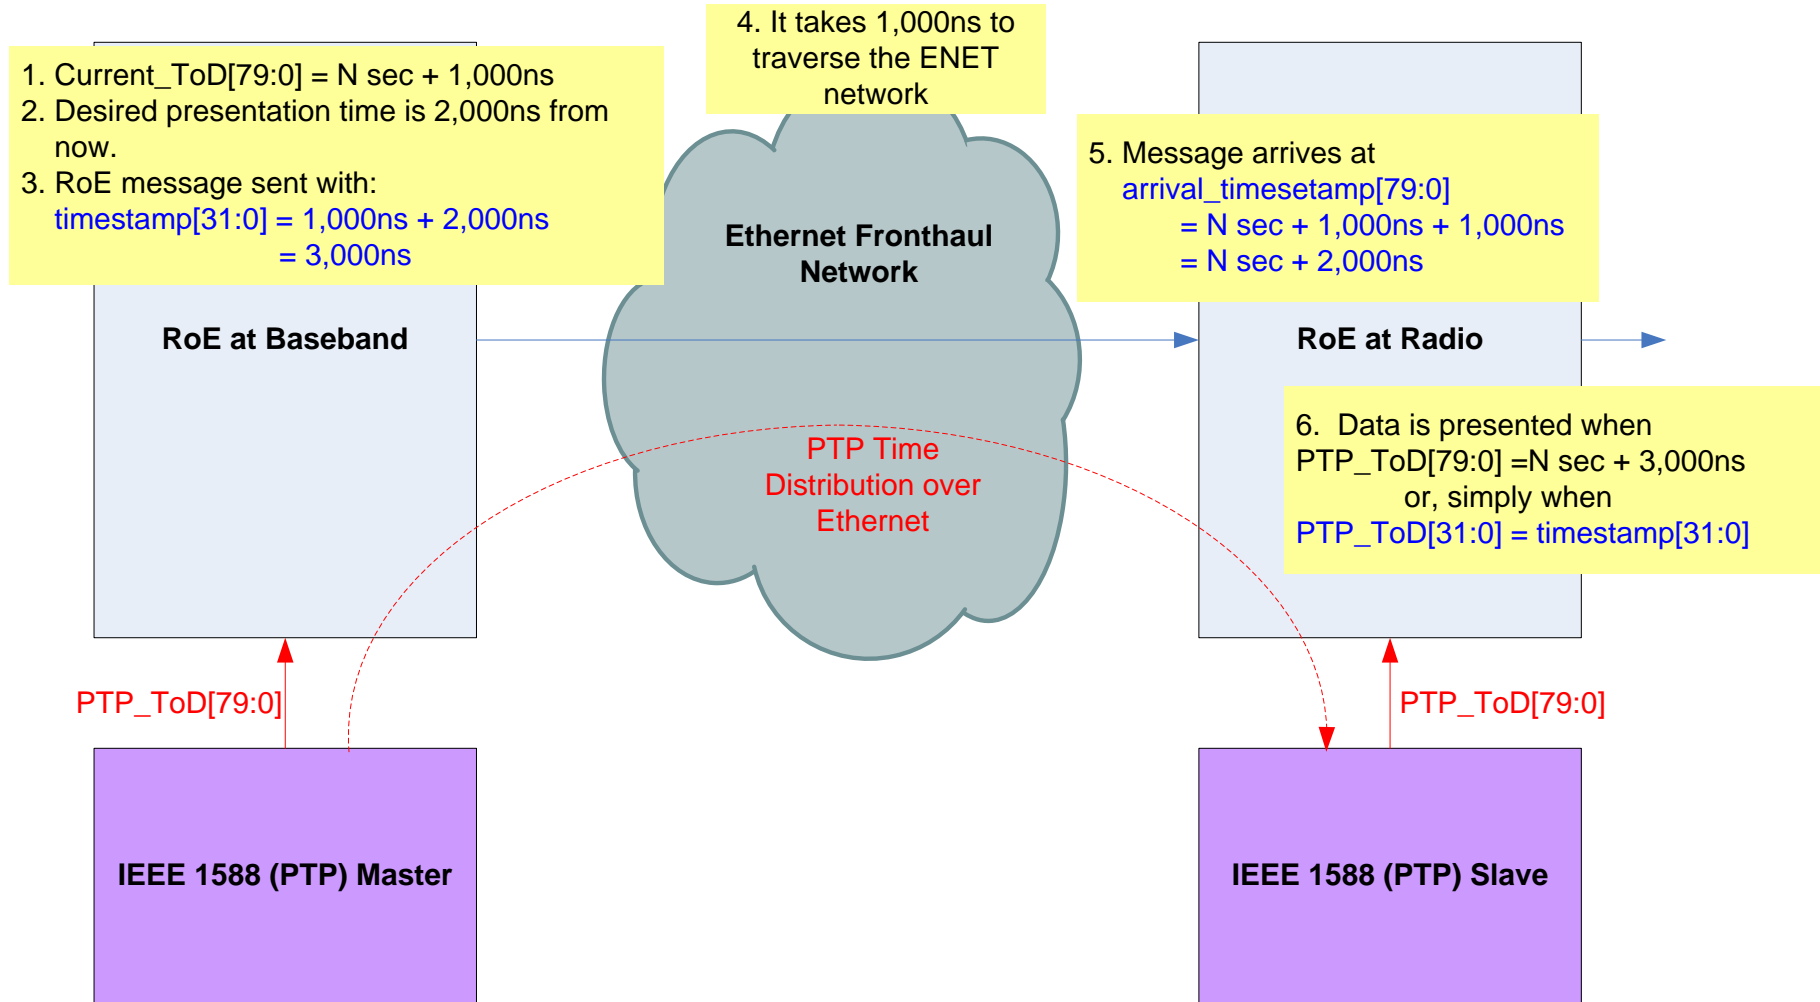 1. Current_ToD[79:0] = N sec + 1,000ns
2. Desired presentation time is 2,000ns from
now.
3. RoE message sent with:
timestamp[31:0] = 1,000ns + 2,000ns
= 3,000ns
4. It takes 1,000ns to
traverse the ENET
network
5. Message arrives at
arrival_timesetamp[79:0]
= N sec + 1,000ns + 1,000ns
= N sec + 2,000ns
Ethernet Fronthaul
Network
RoE at Baseband
RoE at Radio
6. Data is presented when
PTP_ToD[79:0] =N sec + 3,000ns
or, simply when
PTP_ToD[31:0] = timestamp[31:0]
PTP Time
Distribution over
Ethernet
PTP_ToD[79:0]
PTP_ToD[79:0]
IEEE 1588 (PTP) Master
IEEE 1588 (PTP) Slave